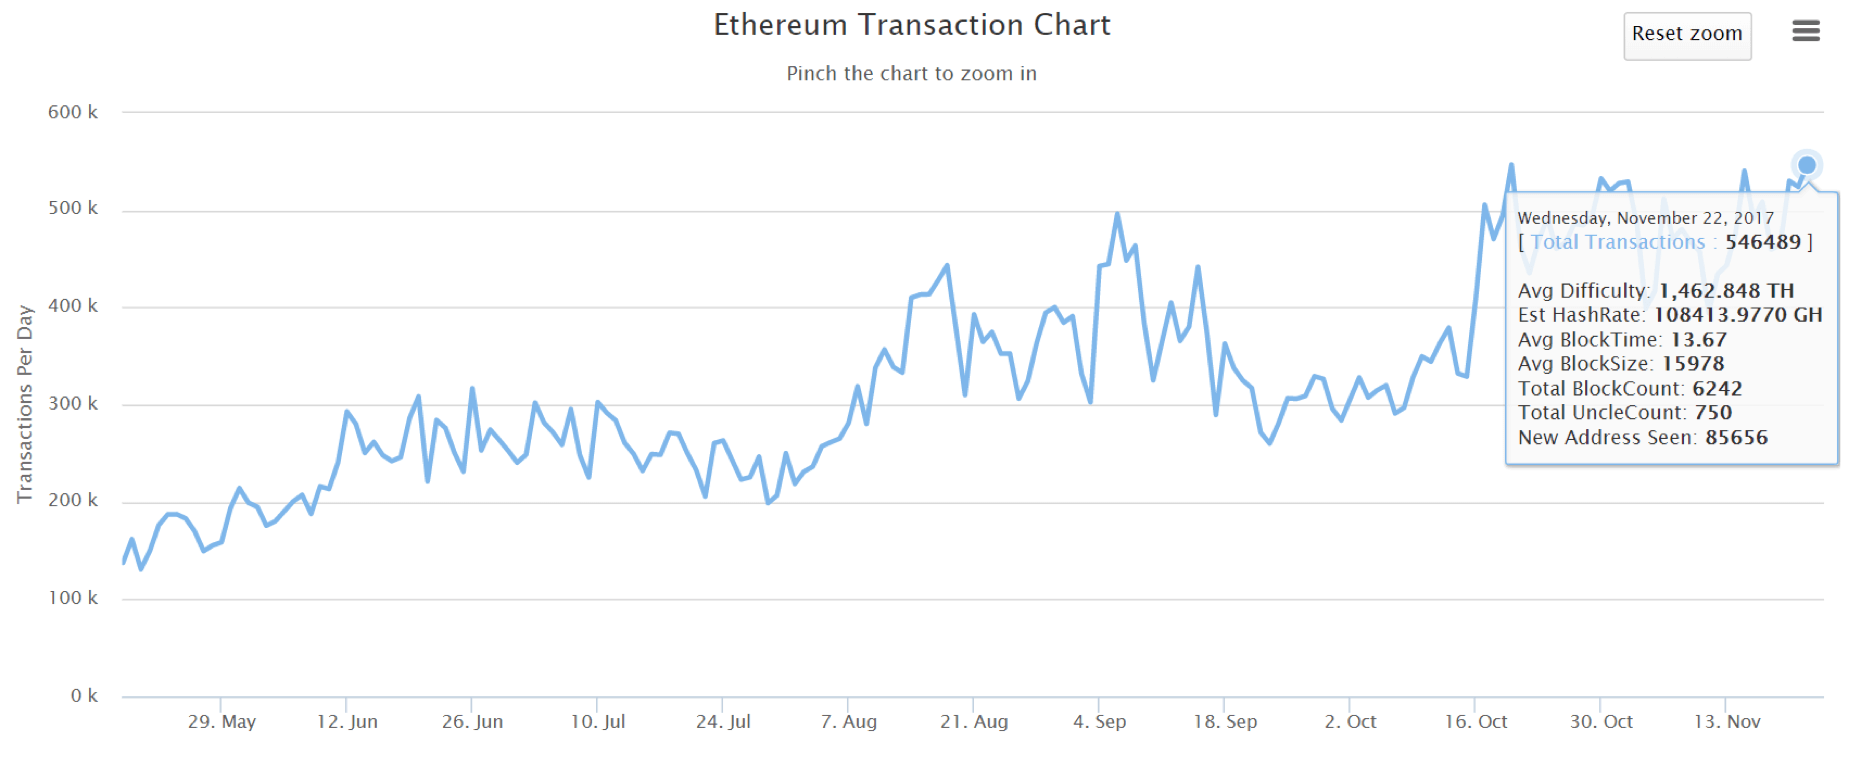 Ethereum Transaction Chart
Reset zoom
Pinch the chart to zoom in
Transactions Per Day
600 k
500 k
400 k
300 k
200 k
100 k
0 k
Wednesday, November 22, 2017
[ Total Transactions : 546489 ]
Avg Difficulty: 1,462.848 TH
Est HashRate: 108413.9770 GH
Avg BlockTime: 13.67
Avg BlockSize: 15978
Total BlockCount: 6242
Total UncleCount: 750
New Address Seen: 85656
29. May 12. Jun 26. Jun 10. Jul 24. Jul 7. Aug 21. Aug 4. Sep 18. Sep 2. Oct 16. Oct 30. Oct 13. Nov